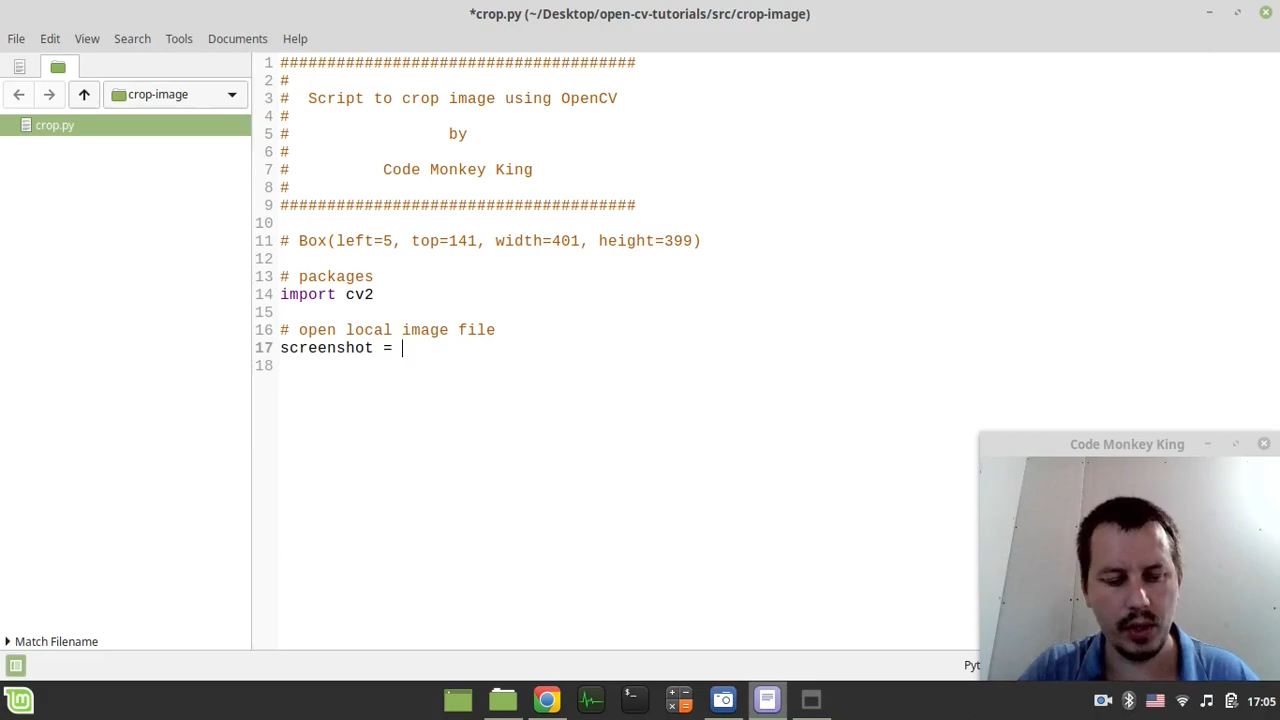 *crop.py (~/Desktop/open-cv-tutorials/src/crop-image)
File Edit View Search Tools Documents Help
crop-image
crop.py
1 ######################################
2 #
3 # Script to crop image using OpenCV
4 #
5 # by
6 #
7 # Code Monkey King
8 #
9 ######################################
10
11 # Box(left=5, top=141, width=401, height=399)
12
13 # packages
14 import cv2
15
16 # open local image file
17 screenshot =
18
Code Monkey King
Match Filename
Pyt
17:05